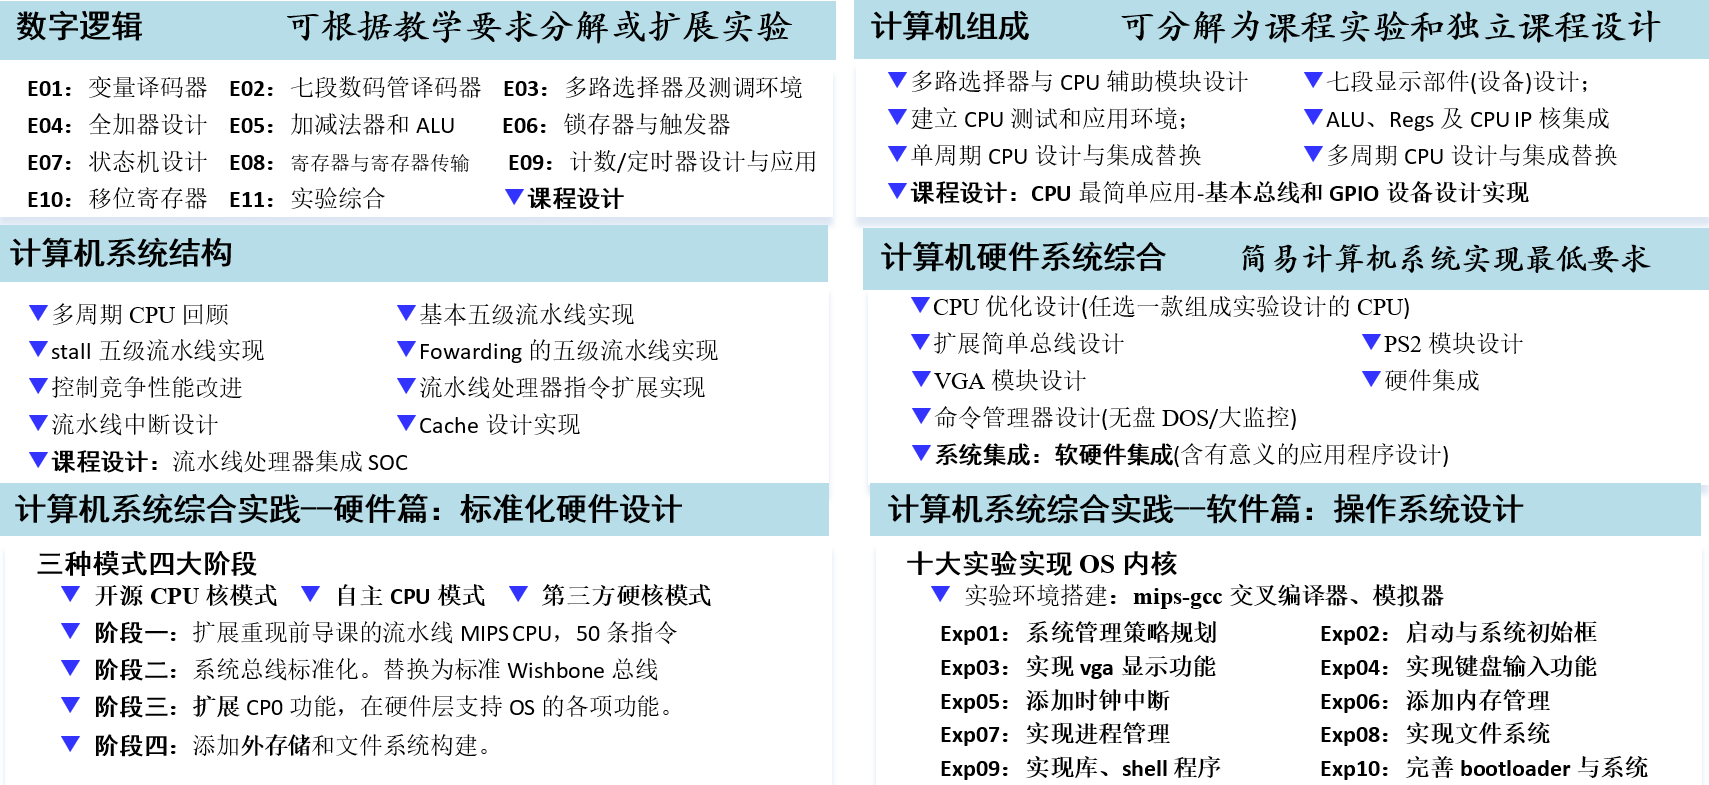 数字逻辑 可根据教学要求分解或扩展实验
E01：变量译码器 E02：七段数码管译码器 E03：多路选择器及测调环境
E04：全加器设计 E05：加减法器和 ALU E06：锁存器与触发器
E07：状态机设计 E08：寄存器与寄存器传输 E09：计数/定时器设计与应用
E10：移位寄存器 E11：实验综合 ▼课程设计
计算机组成 可分解为课程实验和独立课程设计
▼多路选择器与 CPU 辅助模块设计 ▼七段显示部件(设备)设计；
▼建立 CPU 测试和应用环境； ▼ALU、Regs 及 CPU IP 核集成
▼单周期 CPU 设计与集成替换 ▼多周期 CPU 设计与集成替换
▼课程设计：CPU 最简单应用-基本总线和 GPIO 设备设计实现
计算机系统结构
▼多周期 CPU 回顾 ▼基本五级流水线实现
▼stall 五级流水线实现 ▼Fowarding 的五级流水线实现
▼控制竞争性能改进 ▼流水线处理器指令扩展实现
▼流水线中断设计 ▼Cache 设计实现
▼课程设计：流水线处理器集成 SOC
计算机硬件系统综合 简易计算机系统实现最低要求
▼CPU 优化设计(任选一款组成实验设计的 CPU)
▼扩展简单总线设计 ▼PS2 模块设计
▼VGA 模块设计 ▼硬件集成
▼命令管理器设计(无盘 DOS/大监控)
▼系统集成：软硬件集成(含有意义的应用程序设计)
计算机系统综合实践——硬件篇：标准化硬件设计
三种模式四大阶段
▼ 开源 CPU 核模式 ▼ 自主 CPU 模式 ▼ 第三方硬核模式
▼ 阶段一：扩展重现前导课的流水线 MIPS CPU，50 条指令
▼ 阶段二：系统总线标准化。替换为标准 Wishbone 总线
▼ 阶段三：扩展 CP0 功能，在硬件层支持 OS 的各项功能。
▼ 阶段四：添加外存储和文件系统构建。
计算机系统综合实践——软件篇：操作系统设计
十大实验实现 OS 内核
▼ 实验环境搭建：mips-gcc 交叉编译器、模拟器
Exp01：系统管理策略规划 Exp02：启动与系统初始框
Exp03：实现 vga 显示功能 Exp04：实现键盘输入功能
Exp05：添加时钟中断 Exp06：添加内存管理
Exp07：实现进程管理 Exp08：实现文件系统
Exp09：实现库、shell 程序 Exp10：完善 bootloader 与系统